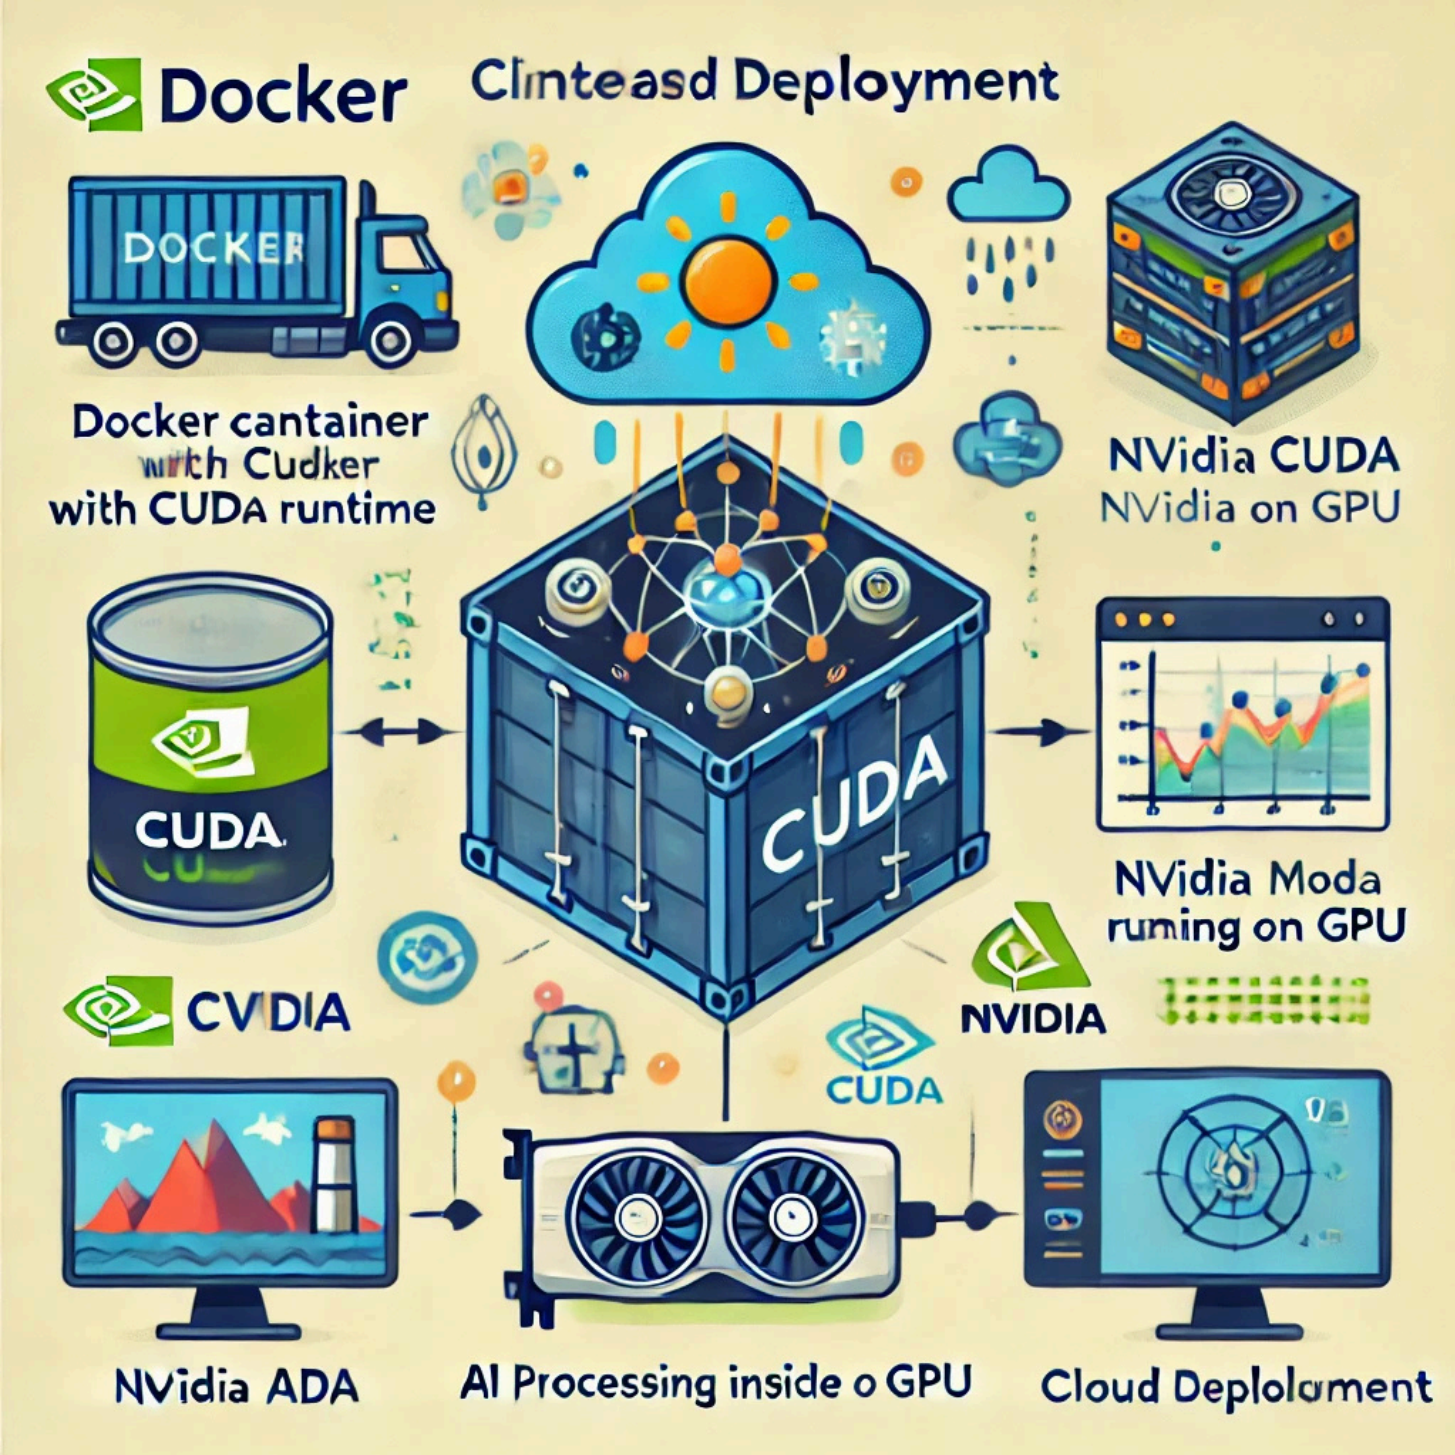 Docker
Clinteasd Deployment
DOCKER
Docker cantainer
with Cudker
with CUDA runtime
NVidia CUDA
NVidia on GPU
CUDA
CUDA
NVidia Moda
ruming on GPU
CVIDIA
NVIDIA
CUDA
NVidia ADA
AI Processing inside o GPU
Cloud Deploloment